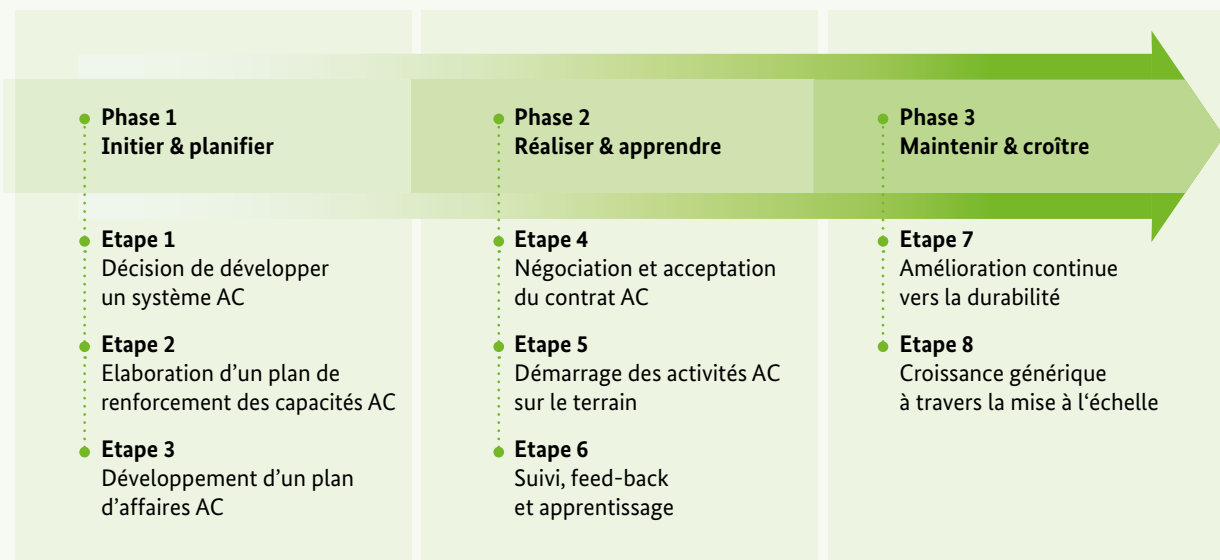 Phase 1
Initier & planifier
Etape 1
Décision de développer
un système AC
Etape 2
Elaboration d’un plan de
renforcement des capacités AC
Etape 3
Développement d’un plan
d’affaires AC
Phase 2
Réaliser & apprendre
Etape 4
Négociation et acceptation
du contrat AC
Etape 5
Démarrage des activités AC
sur le terrain
Etape 6
Suivi, feed-back
et apprentissage
Phase 3
Maintenir & croître
Etape 7
Amélioration continue
vers la durabilité
Etape 8
Croissance générique
à travers la mise à l‘échelle